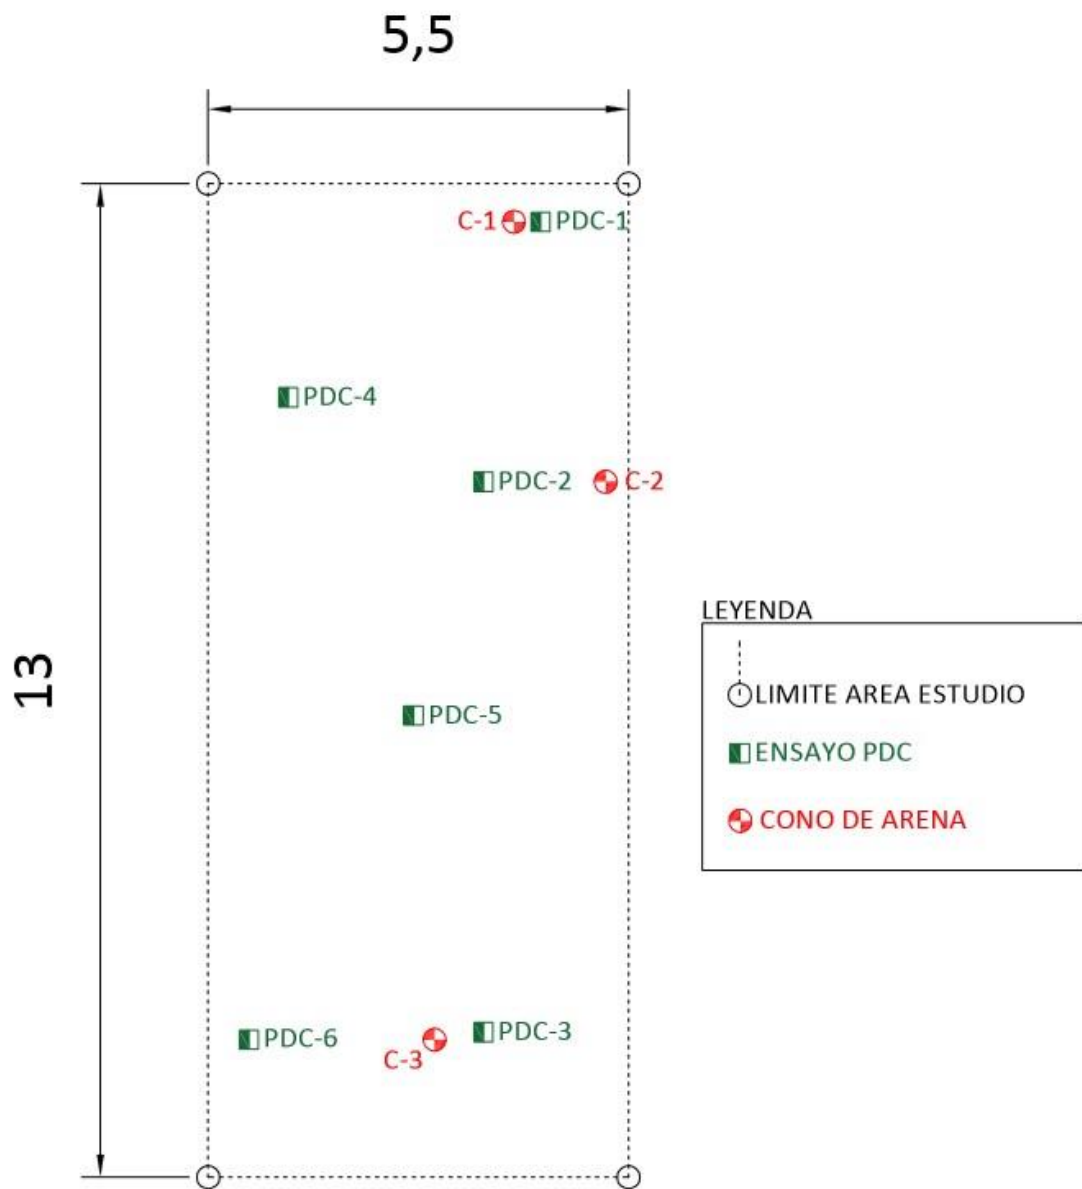 5,5
C-1
PDC-1
PDC-4
PDC-2
C-2
13
PDC-5
PDC-6
C-3
PDC-3
LEYENDA
LIMITE AREA ESTUDIO
ENSAYO PDC
CONO DE ARENA